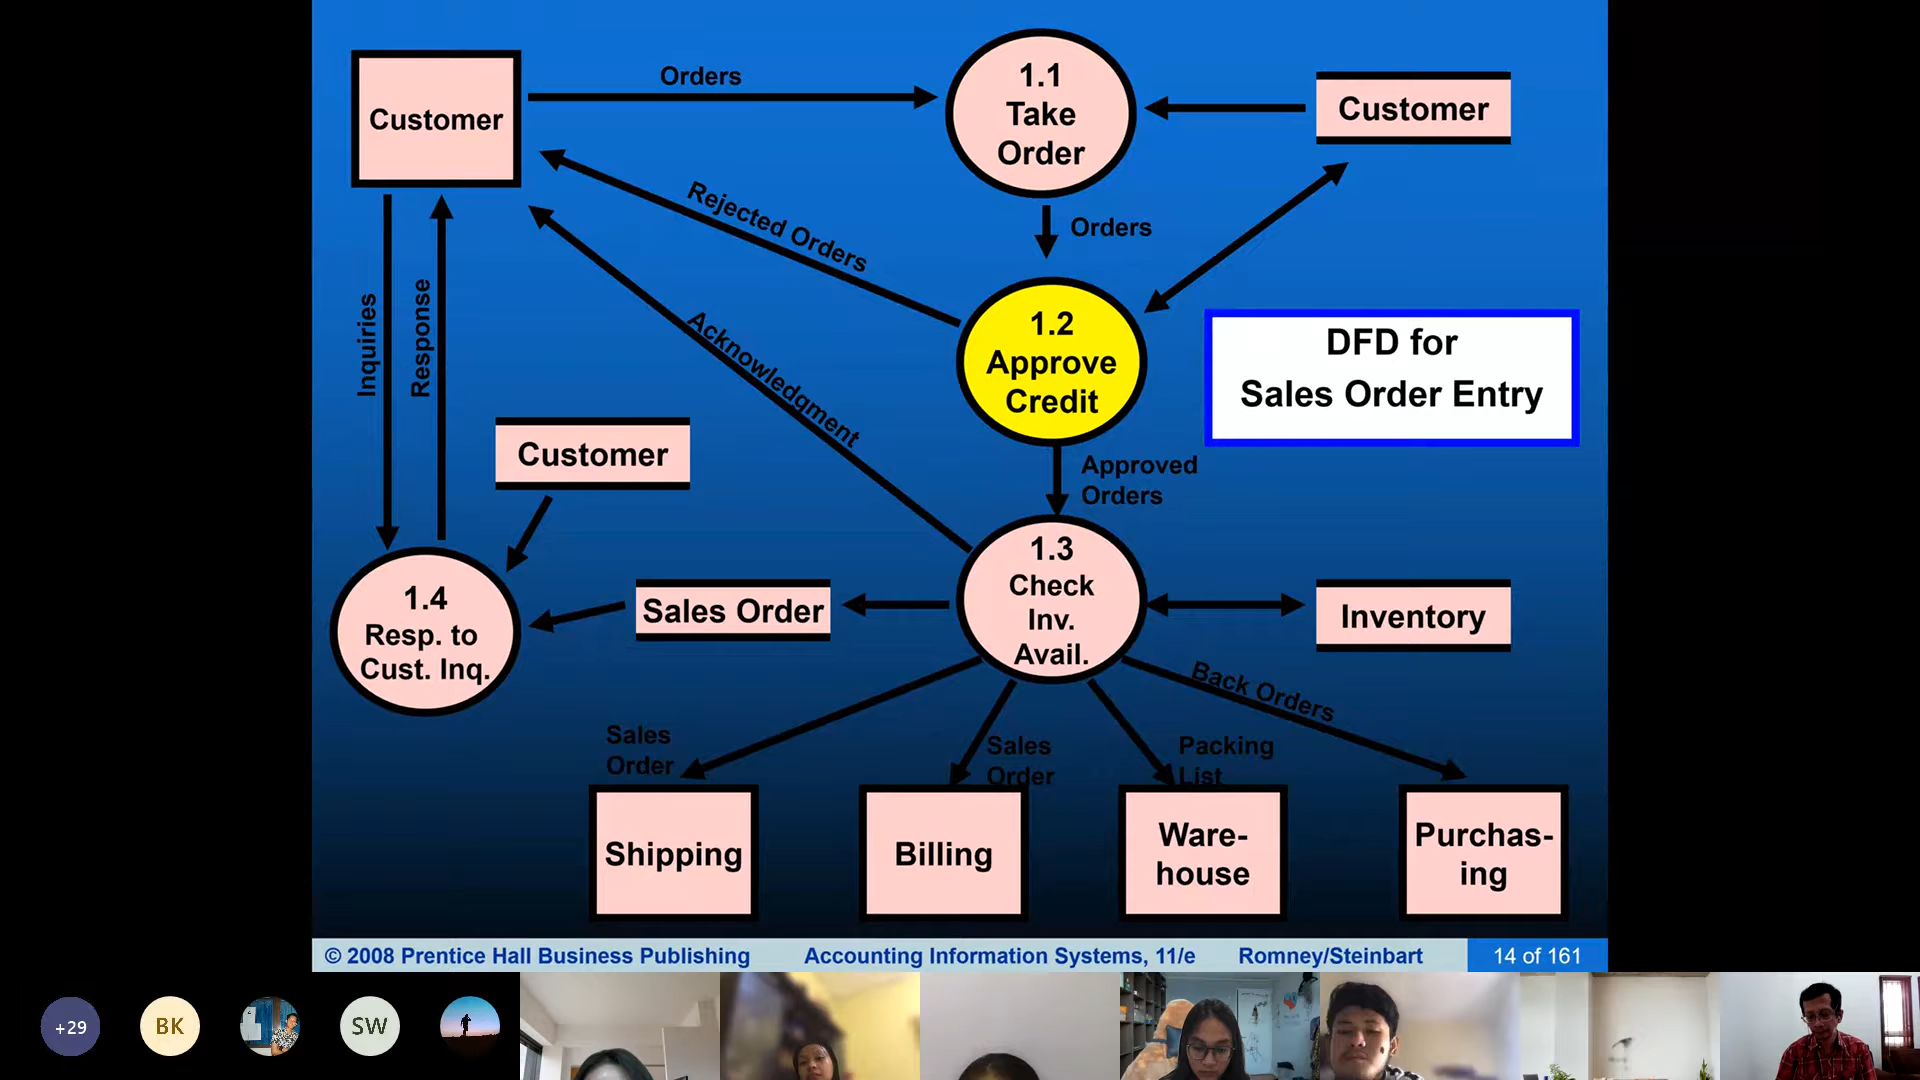 Customer
Orders
1.1
Take
Order
Customer
Rejected Orders
Orders
Inquiries
Response
Acknowledgment
1.2
Approve
Credit
DFD for
Sales Order Entry
Customer
Approved
Orders
1.3
Check
Inv.
Avail.
1.4
Resp. to
Cust. Inq.
Sales Order
Inventory
Back Orders
Sales
Order
Sales
Order
Packing
List
Shipping
Billing
Ware-
house
Purchas-
ing
© 2008 Prentice Hall Business Publishing Accounting Information Systems, 11/e Romney/Steinbart 14 of 161
+29
BK
SW